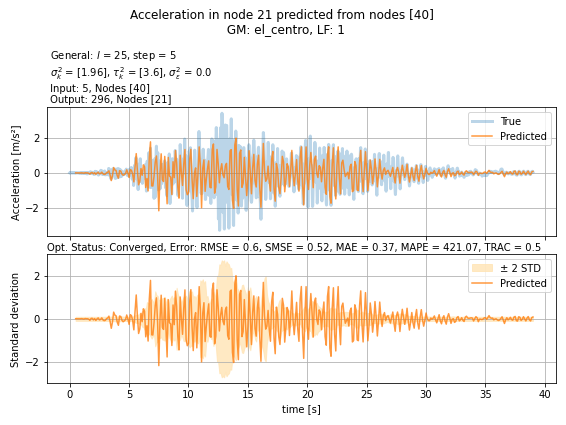 Acceleration in node 21 predicted from nodes [40]
GM: el_centro, LF: 1
General: l = 25, step = 5
σ²ₖ = [1.96], τ²ₖ = [3.6], σ²ε = 0.0
Input: 5, Nodes [40]
Output: 296, Nodes [21]
Acceleration [m/s²]
2
0
−2
True
Predicted
Opt. Status: Converged, Error: RMSE = 0.6, SMSE = 0.52, MAE = 0.37, MAPE = 421.07, TRAC = 0.5
Standard deviation
2
0
−2
± 2 STD
Predicted
0 5 10 15 20 25 30 35 40
time [s]